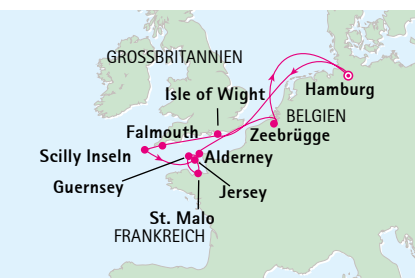 GROSSBRITANNIEN
Hamburg
Isle of Wight
BELGIEN
Falmouth
Zeebrügge
Scilly Inseln
Alderney
Guernsey
Jersey
St. Malo
FRANKREICH